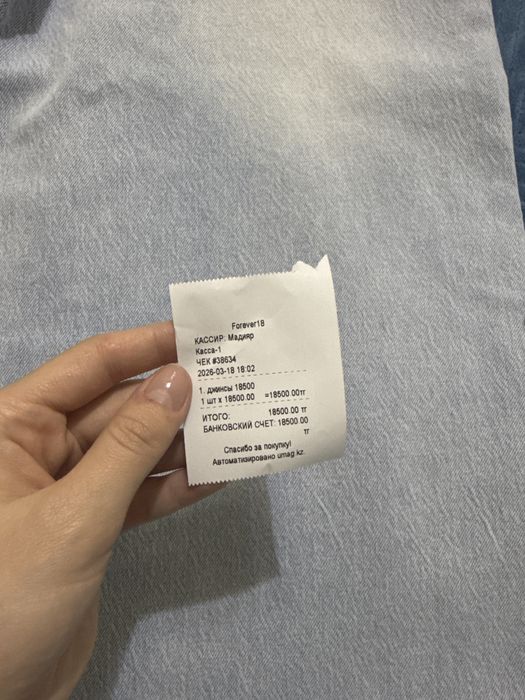 Forever18
КАССИР: Мадияр
Касса-1
ЧЕК #38634
2026-03-18 18:02
1. джинсы 18500
1 шт x 18500.00 =18500.00тг
ИТОГО: 18500.00 тг
БАНКОВСКИЙ СЧЕТ: 18500.00
тг
Спасибо за покупку!
Автоматизировано umag.kz.